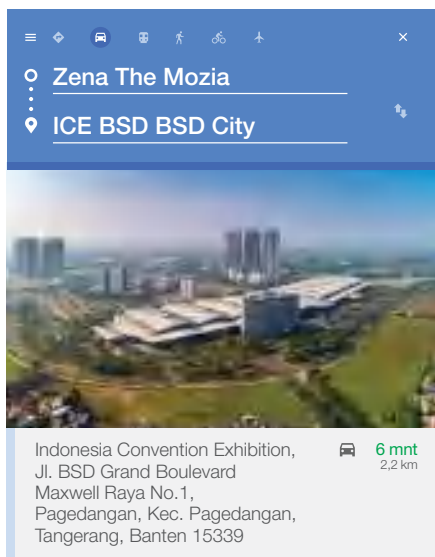 Zena The Mozia
ICE BSD BSD City
Indonesia Convention Exhibition,
Jl. BSD Grand Boulevard
Maxwell Raya No.1,
Pagedangan, Kec. Pagedangan,
Tangerang, Banten 15339
6 mnt
2,2 km